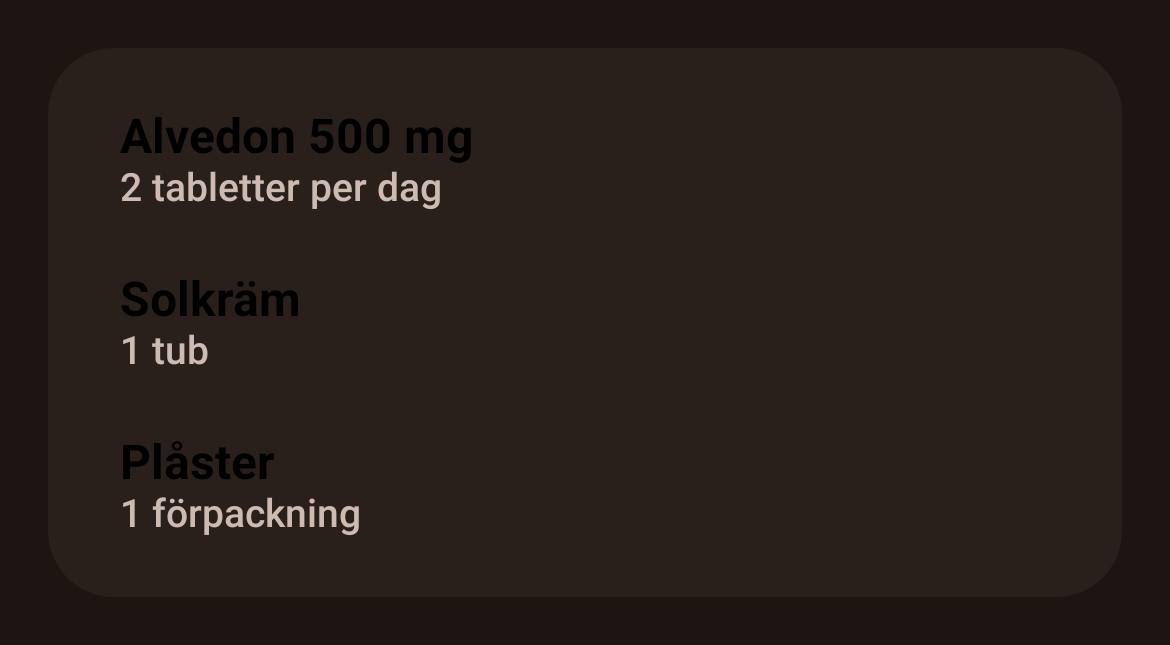 Alvedon 500 mg
2 tabletter per dag
Solkräm
1 tub
Plåster
1 förpackning